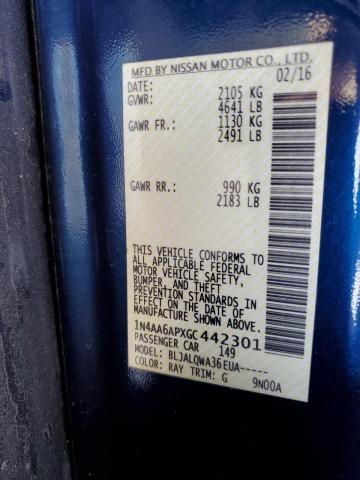 MFD BY NISSAN MOTOR CO., LTD.
DATE: 02/16
GVWR: 2105 KG
4641 LB
GAWR FR.: 1130 KG
2491 LB
GAWR RR.: 990 KG
2183 LB
THIS VEHICLE CONFORMS TO
ALL APPLICABLE FEDERAL
MOTOR VEHICLE SAFETY,
BUMPER, AND THEFT
PREVENTION STANDARDS IN
EFFECT ON THE DATE OF
MANUFACTURE SHOWN ABOVE.
1N4AA6APXGC442301
PASSENGER CAR 149
MODEL: BLJALQWA36EUA-----
COLOR: RAY TRIM: G 9N00A